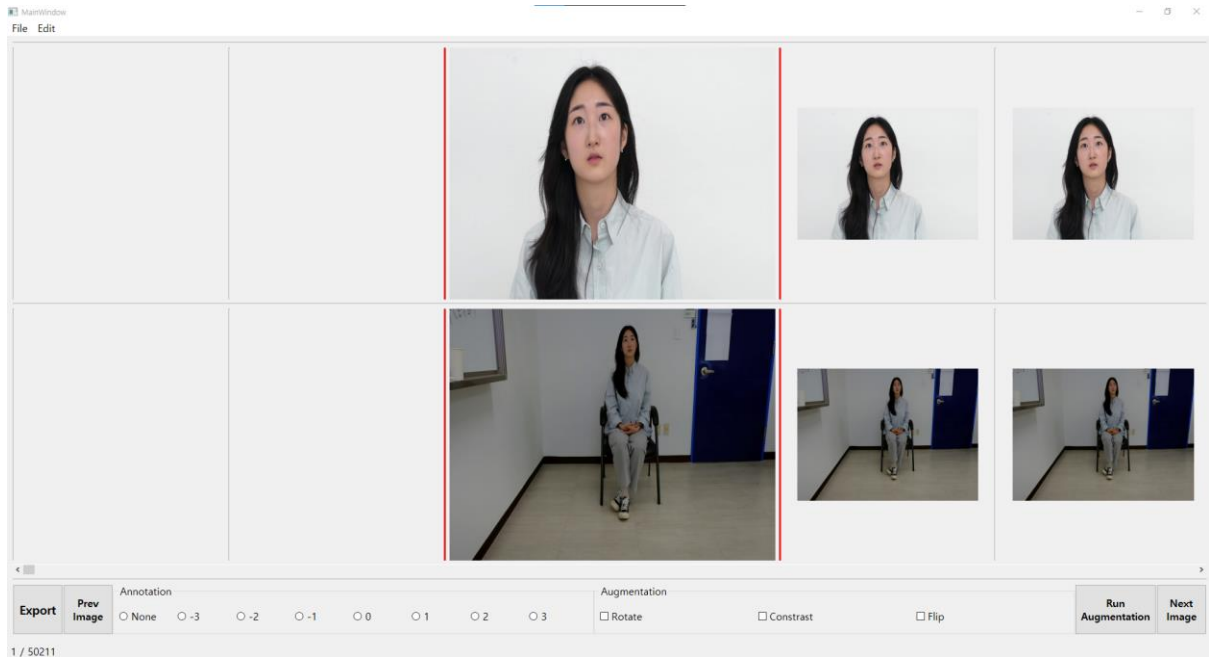 MainWindow
File Edit
Export
Prev
Image
Annotation
None -3 -2 -1 0 1 2 3
Augmentation
Rotate Constrast Flip
Run
Augmentation
Next
Image
1 / 50211